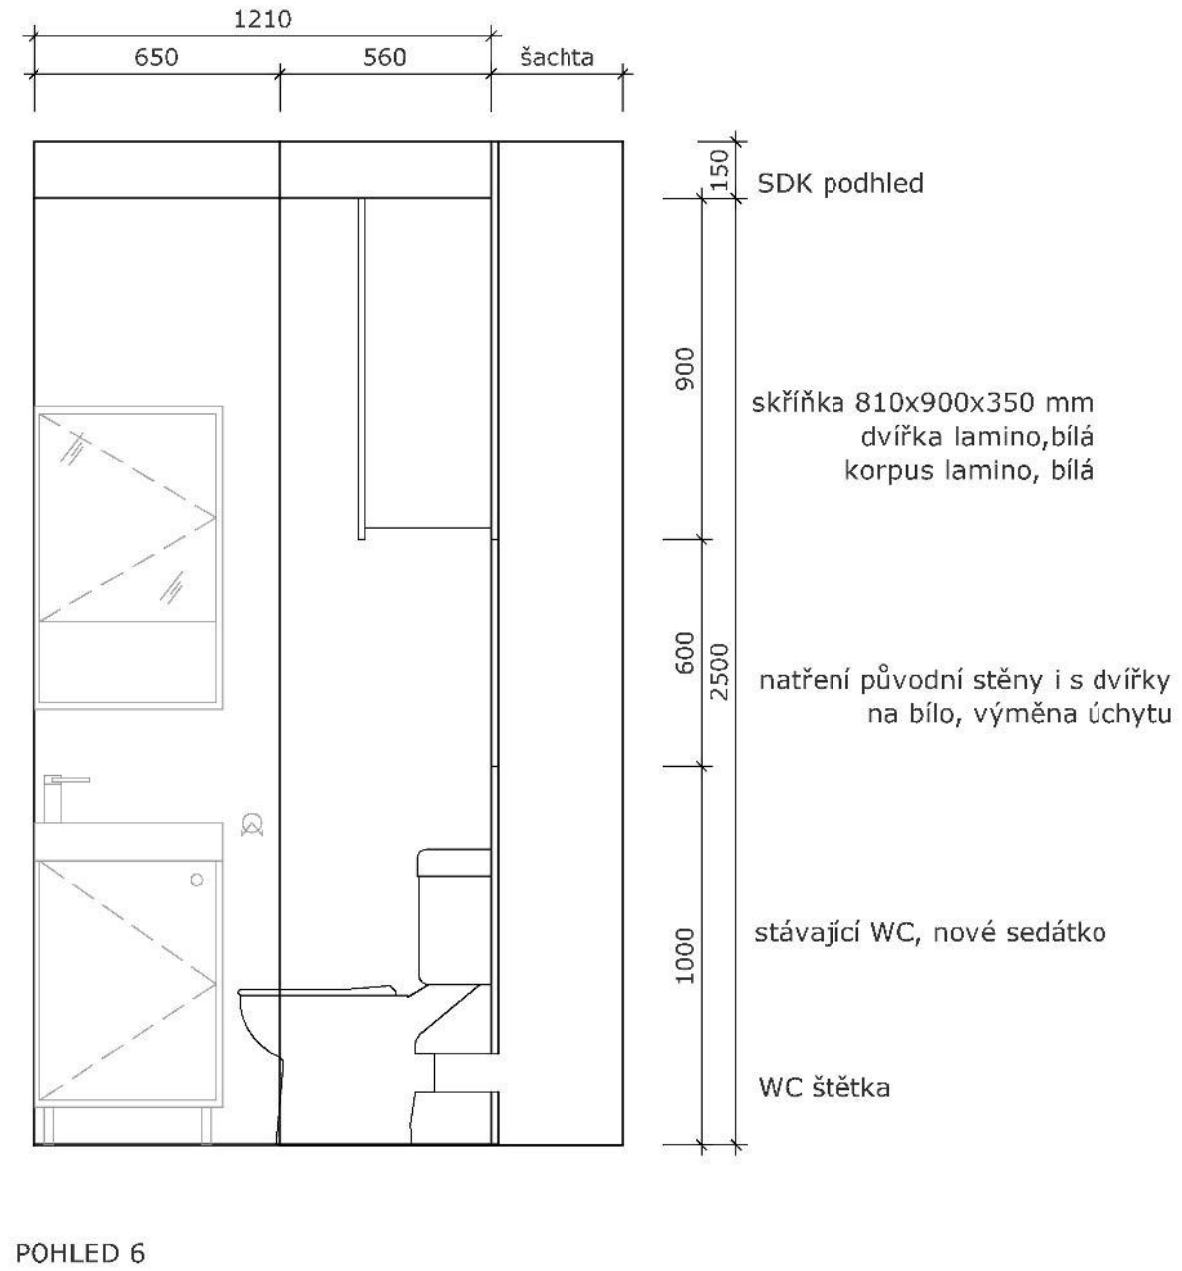 1210
650 560 šachta
150
SDK podhled
900
skříňka 810x900x350 mm
dvířka lamino,bílá
korpus lamino, bílá
600
2500
natření původní stěny i s dvířky
na bílo, výměna úchytu
1000
stávající WC, nové sedátko
WC štětka
POHLED 6